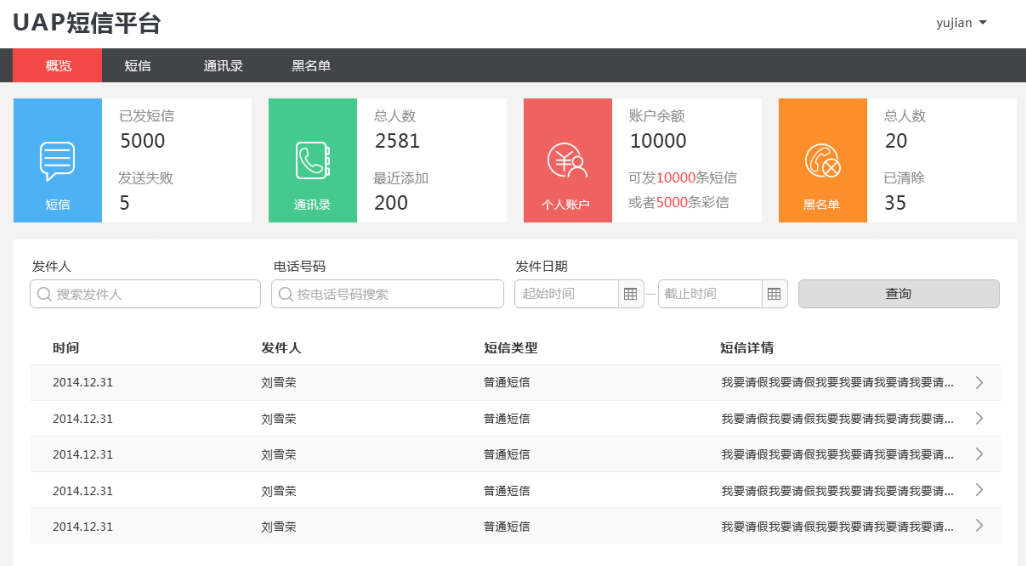 UAP短信平台
yujian
概览 短信 通讯录 黑名单
已发短信
5000
发送失败
5
短信
总人数
2581
最近添加
200
通讯录
账户余额
10000
可发10000条短信
或者5000条彩信
个人账户
总人数
20
已清除
35
黑名单
发件人 电话号码 发件日期
搜索发件人 按电话号码搜索 起始时间 — 截止时间 查询
时间 发件人 短信类型 短信详情
2014.12.31 刘雪荣 普通短信 我要请假我要请假我要我要请我要请我要请...
2014.12.31 刘雪荣 普通短信 我要请假我要请假我要我要请我要请我要请...
2014.12.31 刘雪荣 普通短信 我要请假我要请假我要我要请我要请我要请...
2014.12.31 刘雪荣 普通短信 我要请假我要请假我要我要请我要请我要请...
2014.12.31 刘雪荣 普通短信 我要请假我要请假我要我要请我要请我要请...